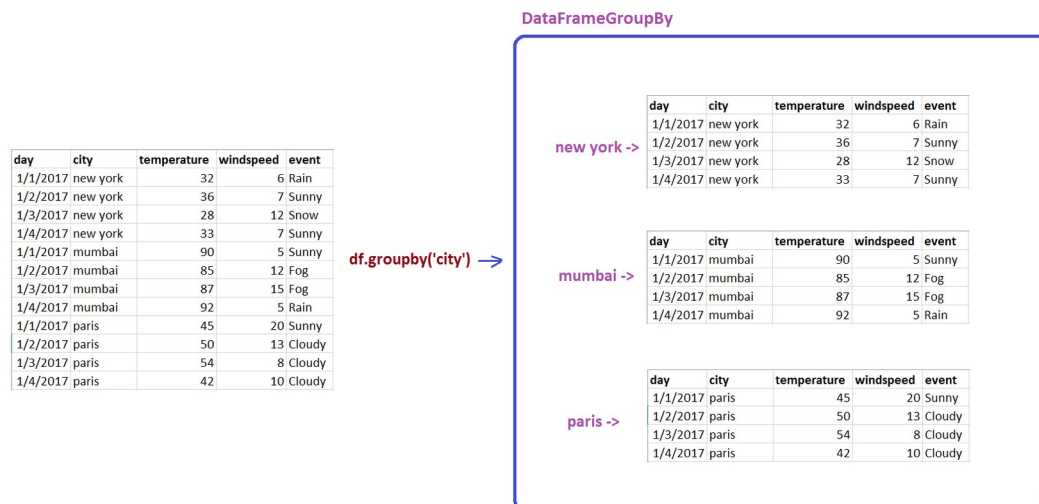 DataFrameGroupBy
day city temperature windspeed event
1/1/2017 new york 32 6 Rain
1/2/2017 new york 36 7 Sunny
1/3/2017 new york 28 12 Snow
1/4/2017 new york 33 7 Sunny
1/1/2017 mumbai 90 5 Sunny
1/2/2017 mumbai 85 12 Fog
1/3/2017 mumbai 87 15 Fog
1/4/2017 mumbai 92 5 Rain
1/1/2017 paris 45 20 Sunny
1/2/2017 paris 50 13 Cloudy
1/3/2017 paris 54 8 Cloudy
1/4/2017 paris 42 10 Cloudy
df.groupby('city')
new york ->
day city temperature windspeed event
1/1/2017 new york 32 6 Rain
1/2/2017 new york 36 7 Sunny
1/3/2017 new york 28 12 Snow
1/4/2017 new york 33 7 Sunny
mumbai ->
day city temperature windspeed event
1/1/2017 mumbai 90 5 Sunny
1/2/2017 mumbai 85 12 Fog
1/3/2017 mumbai 87 15 Fog
1/4/2017 mumbai 92 5 Rain
paris ->
day city temperature windspeed event
1/1/2017 paris 45 20 Sunny
1/2/2017 paris 50 13 Cloudy
1/3/2017 paris 54 8 Cloudy
1/4/2017 paris 42 10 Cloudy